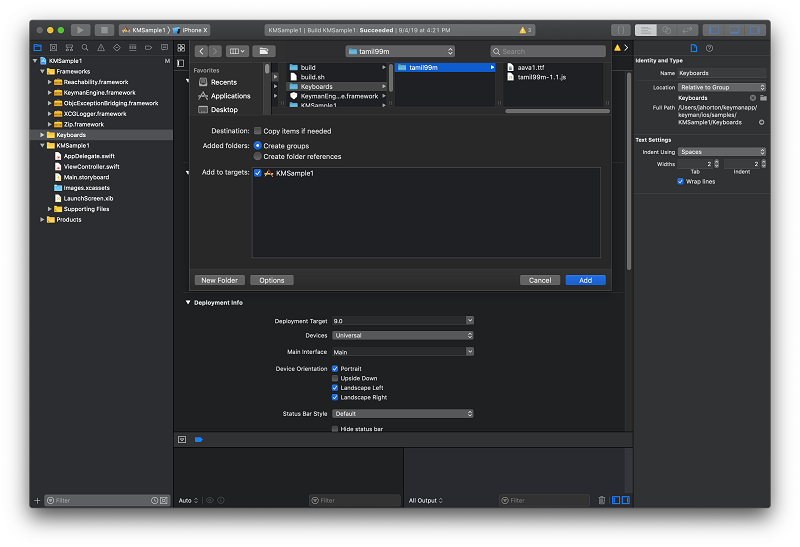 KMSample1 ⟩ iPhone X
KMSample1 | Build KMSample1: Succeeded | 9/4/19 at 4:21 PM
3
KMSample1
M
Frameworks
Reachability.framework
KeymanEngine.framework
ObjcExceptionBridging.framework
XCGLogger.framework
Zip.framework
Keyboards
KMSample1
AppDelegate.swift
ViewController.swift
Main.storyboard
Images.xcassets
LaunchScreen.xib
Supporting Files
Products
Filter
tamil99m
Search
Favorites
Recents
Applications
Desktop
build
build.sh
Keyboards
KeymanEng...e.framework
KMSample1
tamil99m
aava1.ttf
tamil99m-1.1.js
Destination:
Copy items if needed
Added folders:
Create groups
Create folder references
Add to targets:
KMSample1
New Folder
Options
Cancel
Add
Deployment Info
Deployment Target
9.0
Devices
Universal
Main Interface
Main
Device Orientation
Portrait
Upside Down
Landscape Left
Landscape Right
Status Bar Style
Default
Hide status bar
Auto
Filter
All Output
Filter
Identity and Type
Name
Keyboards
Location
Relative to Group
Keyboards
Full Path
/Users/jahorton/keymanapp/
keyman/ios/samples/
KMSample1/Keyboards
Text Settings
Indent Using
Spaces
Widths
2
2
Tab
Indent
Wrap lines